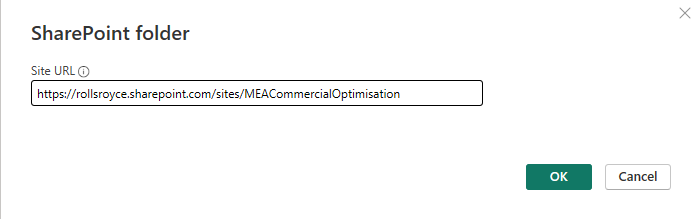 SharePoint folder
Site URL
https://rollsroyce.sharepoint.com/sites/MEACommercialOptimisation
OK
Cancel